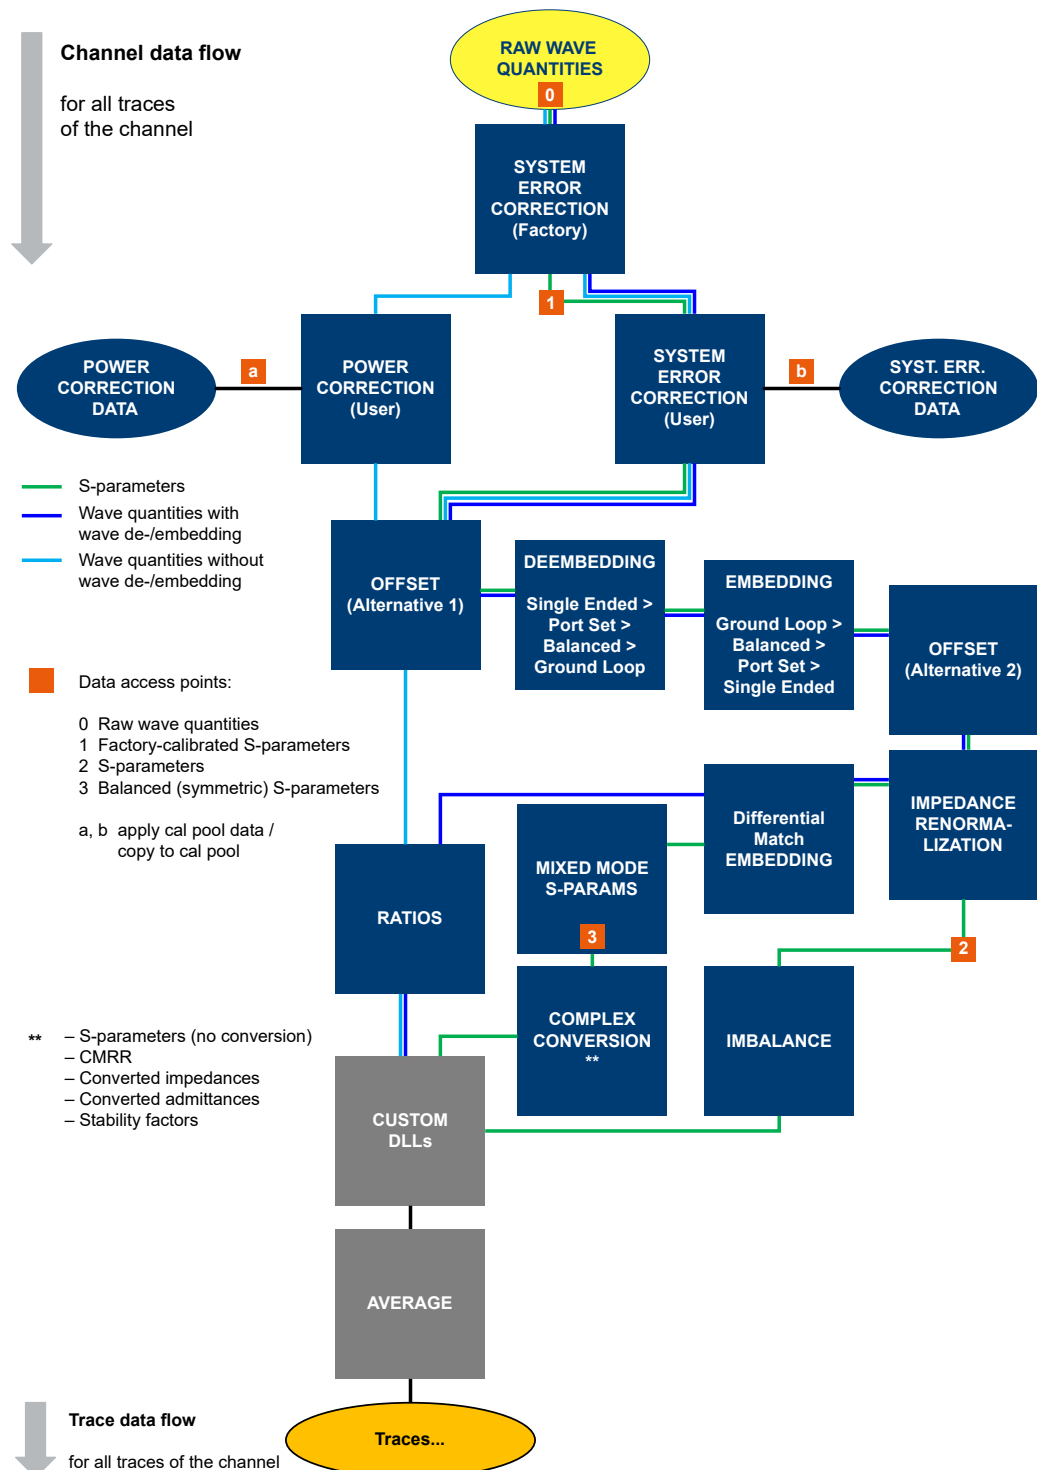 Channel data flow
for all traces
of the channel
RAW WAVE
QUANTITIES
0
SYSTEM
ERROR
CORRECTION
(Factory)
1
POWER
CORRECTION
DATA
a
POWER
CORRECTION
(User)
SYSTEM
ERROR
CORRECTION
(User)
b
SYST. ERR.
CORRECTION
DATA
S-parameters
Wave quantities with
wave de-/embedding
Wave quantities without
wave de-/embedding
OFFSET
(Alternative 1)
DEEMBEDDING
Single Ended >
Port Set >
Balanced >
Ground Loop
EMBEDDING
Ground Loop >
Balanced >
Port Set >
Single Ended
OFFSET
(Alternative 2)
Data access points:
0 Raw wave quantities
1 Factory-calibrated S-parameters
2 S-parameters
3 Balanced (symmetric) S-parameters
a, b apply cal pool data /
copy to cal pool
IMPEDANCE
RENORMA-
LIZATION
Differential
Match
EMBEDDING
MIXED MODE
S-PARAMS
3
RATIOS
2
COMPLEX
CONVERSION
**
IMBALANCE
** – S-parameters (no conversion)
– CMRR
– Converted impedances
– Converted admittances
– Stability factors
CUSTOM
DLLs
AVERAGE
Trace data flow
for all traces of the channel
Traces...